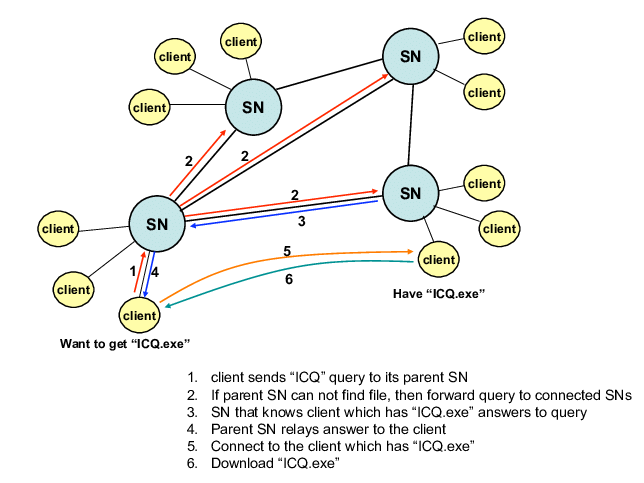 client
client
client
SN
SN
client
client
2
2
SN
2
3
client
client
client
SN
client
client
1
4
client
5
6
Have “ICQ.exe”
Want to get “ICQ.exe”
1. client sends “ICQ” query to its parent SN
2. If parent SN can not find file, then forward query to connected SNs
3. SN that knows client which has “ICQ.exe” answers to query
4. Parent SN relays answer to the client
5. Connect to the client which has “ICQ.exe”
6. Download “ICQ.exe”